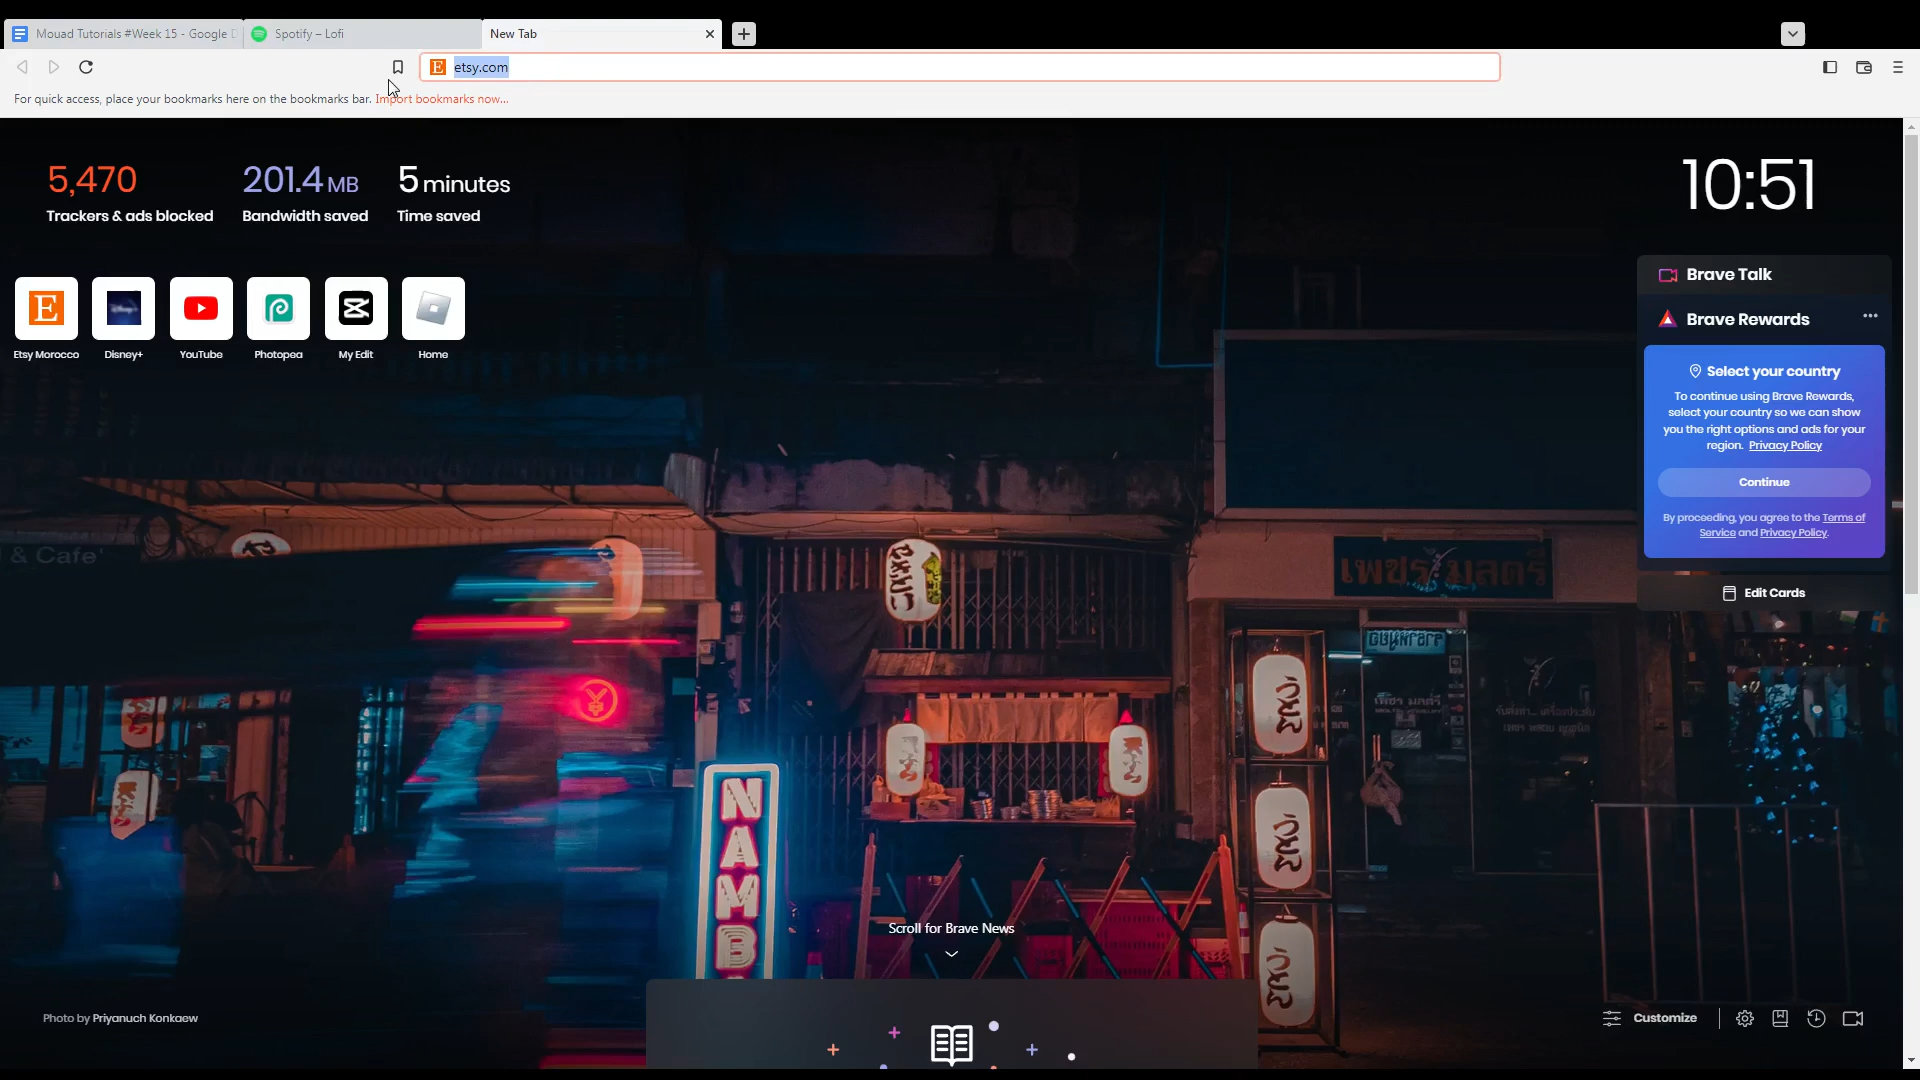 Mouad Tutorials #Week 15 - Google D
Spotify – Lofi
New Tab
etsy.com
For quick access, place your bookmarks here on the bookmarks bar. Import bookmarks now...
5,470
Trackers & ads blocked
201.4 MB
Bandwidth saved
5 minutes
Time saved
10:51
E
Etsy Morocco
Disney+
YouTube
Photopea
My Edit
Home
Brave Talk
Brave Rewards
Select your country
To continue using Brave Rewards,
select your country so we can show
you the right options and ads for your
region. Privacy Policy
Continue
By proceeding, you agree to the Terms of
Service and Privacy Policy.
Edit Cards
& Cafe'
¥
NAMB
Scroll for Brave News
Photo by Priyanuch Konkaew
Customize